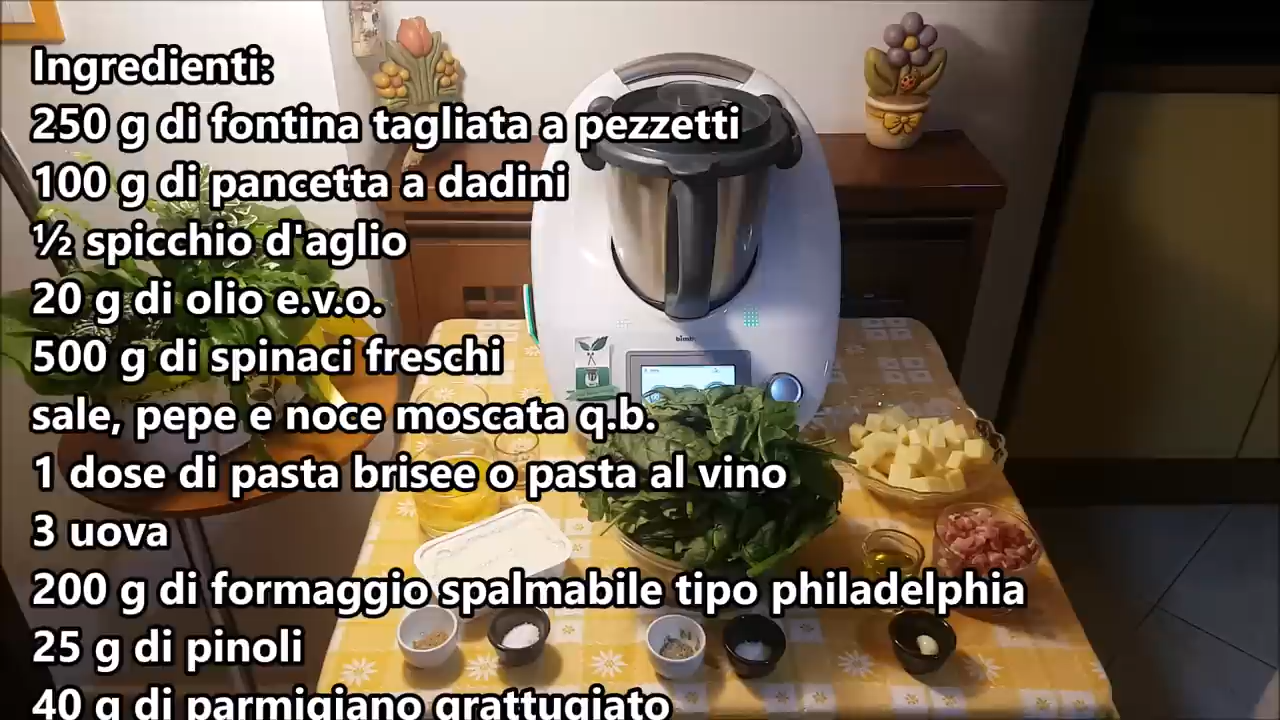 Ingredienti:
250 g di fontina tagliata a pezzetti
100 g di pancetta a dadini
½ spicchio d'aglio
20 g di olio e.v.o.
500 g di spinaci freschi
sale, pepe e noce moscata q.b.
1 dose di pasta brisee o pasta al vino
3 uova
200 g di formaggio spalmabile tipo philadelphia
25 g di pinoli
40 g di parmigiano grattugiato